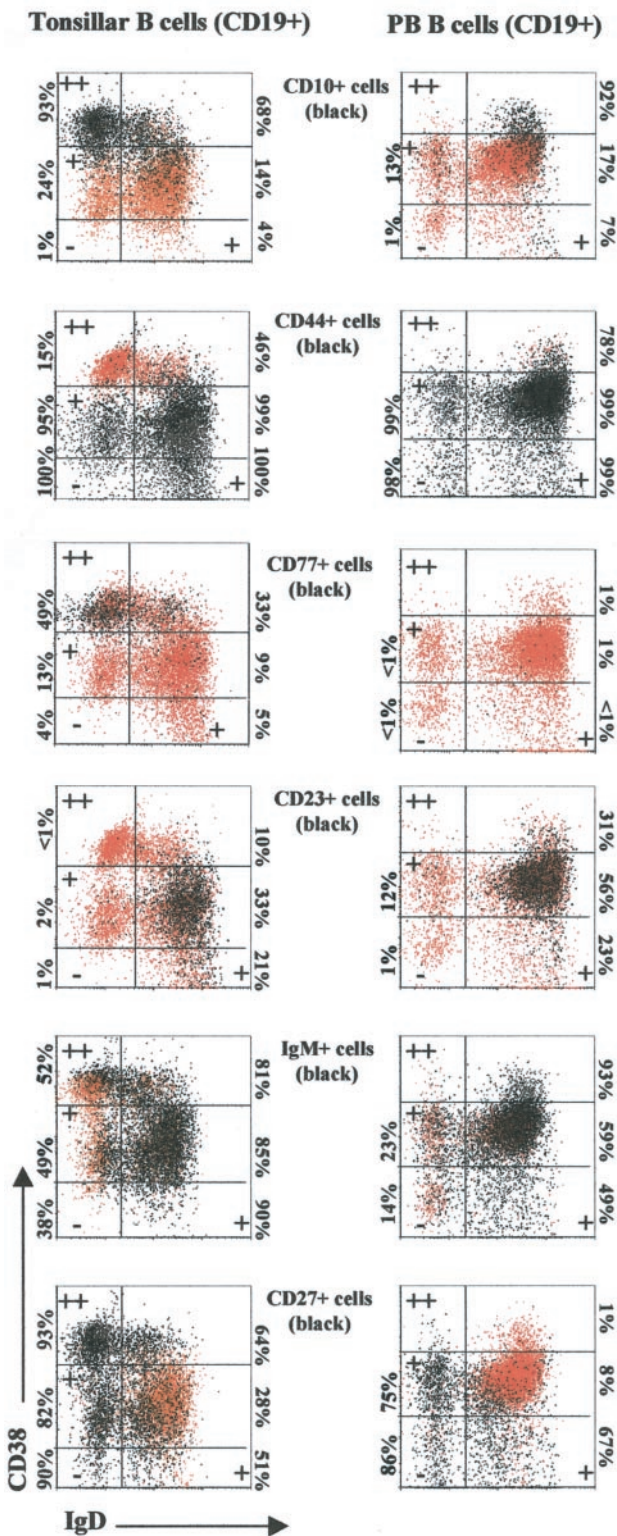 Tonsillar B cells (CD19+) PB B cells (CD19+)
CD10+ cells
(black)
++ + - +
93% 24% 1%
68% 14% 4%
++ + - +
13% 1%
92% 17% 7%
CD44+ cells
(black)
++ + - +
15% 95% 100%
46% 99% 100%
++ + - +
99% 98%
78% 99% 99%
CD77+ cells
(black)
++ + - +
49% 13% 4%
33% 9% 5%
++ + - +
<1% <1%
1% 1% <1%
CD23+ cells
(black)
++ + - +
<1% 2% 1%
10% 33% 21%
++ + - +
12% 1%
31% 56% 23%
IgM+ cells
(black)
++ + - +
52% 49% 38%
81% 85% 90%
++ + - +
23% 14%
93% 59% 49%
CD27+ cells
(black)
++ + - +
93% 82% 90%
64% 28% 51%
++ + - +
75% 86%
1% 8% 67%
CD38
IgD